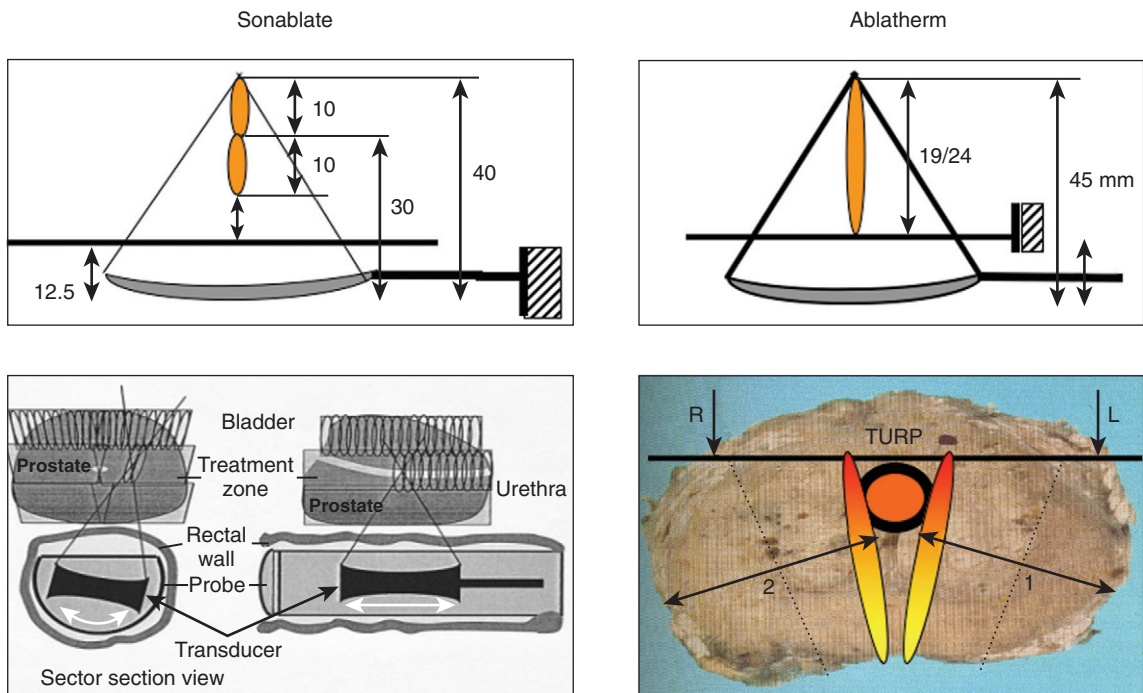 Sonablate
Ablatherm
10
10
40
30
12.5
19/24
45 mm
Bladder
Prostate
Treatment
zone
Urethra
Prostate
Rectal
wall
Probe
Transducer
Sector section view
R
L
TURP
2
1